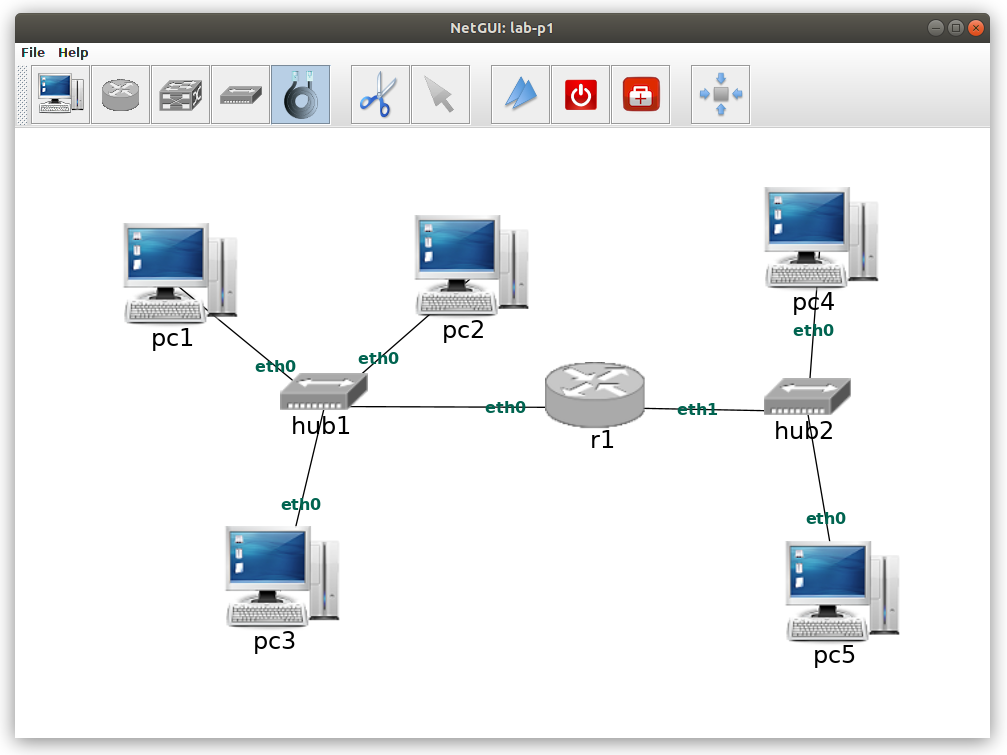 NetGUI: lab-p1
File Help
pc4
eth0
pc1
pc2
eth0
eth0
eth0
eth1
hub1
r1
hub2
eth0
eth0
pc3
pc5